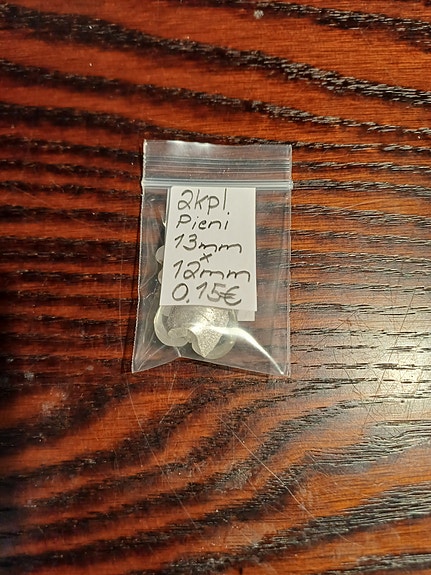 2kpl.
Pieni
13mm
x
12mm
0.15€